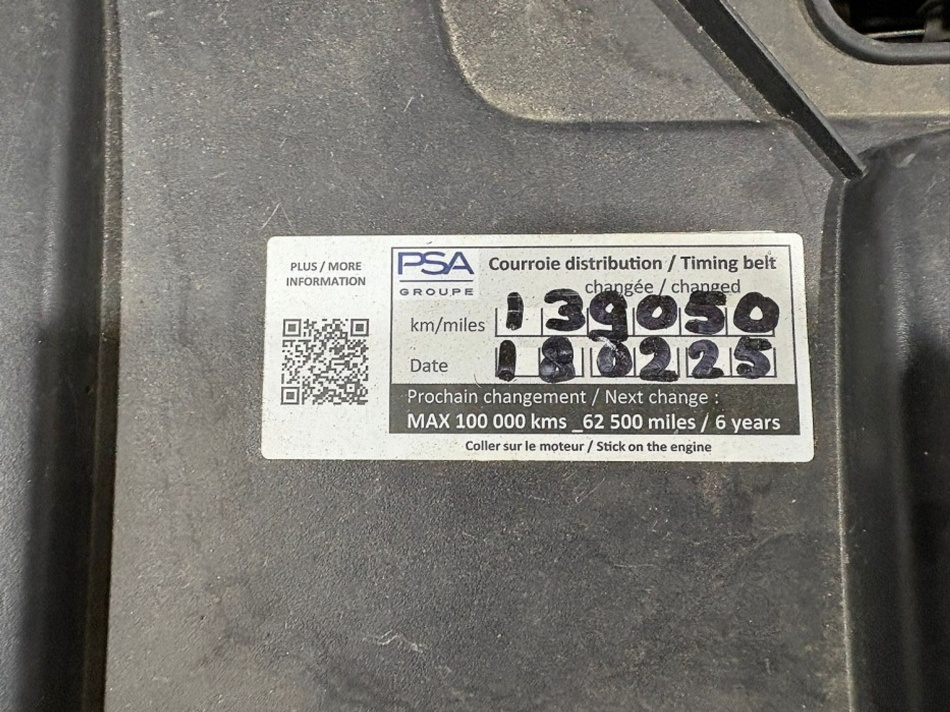 PLUS / MORE
INFORMATION
PSA
GROUPE
Courroie distribution / Timing belt
changée / changed
km/miles 139050
Date 180225
Prochain changement / Next change :
MAX 100 000 kms _62 500 miles / 6 years
Coller sur le moteur / Stick on the engine